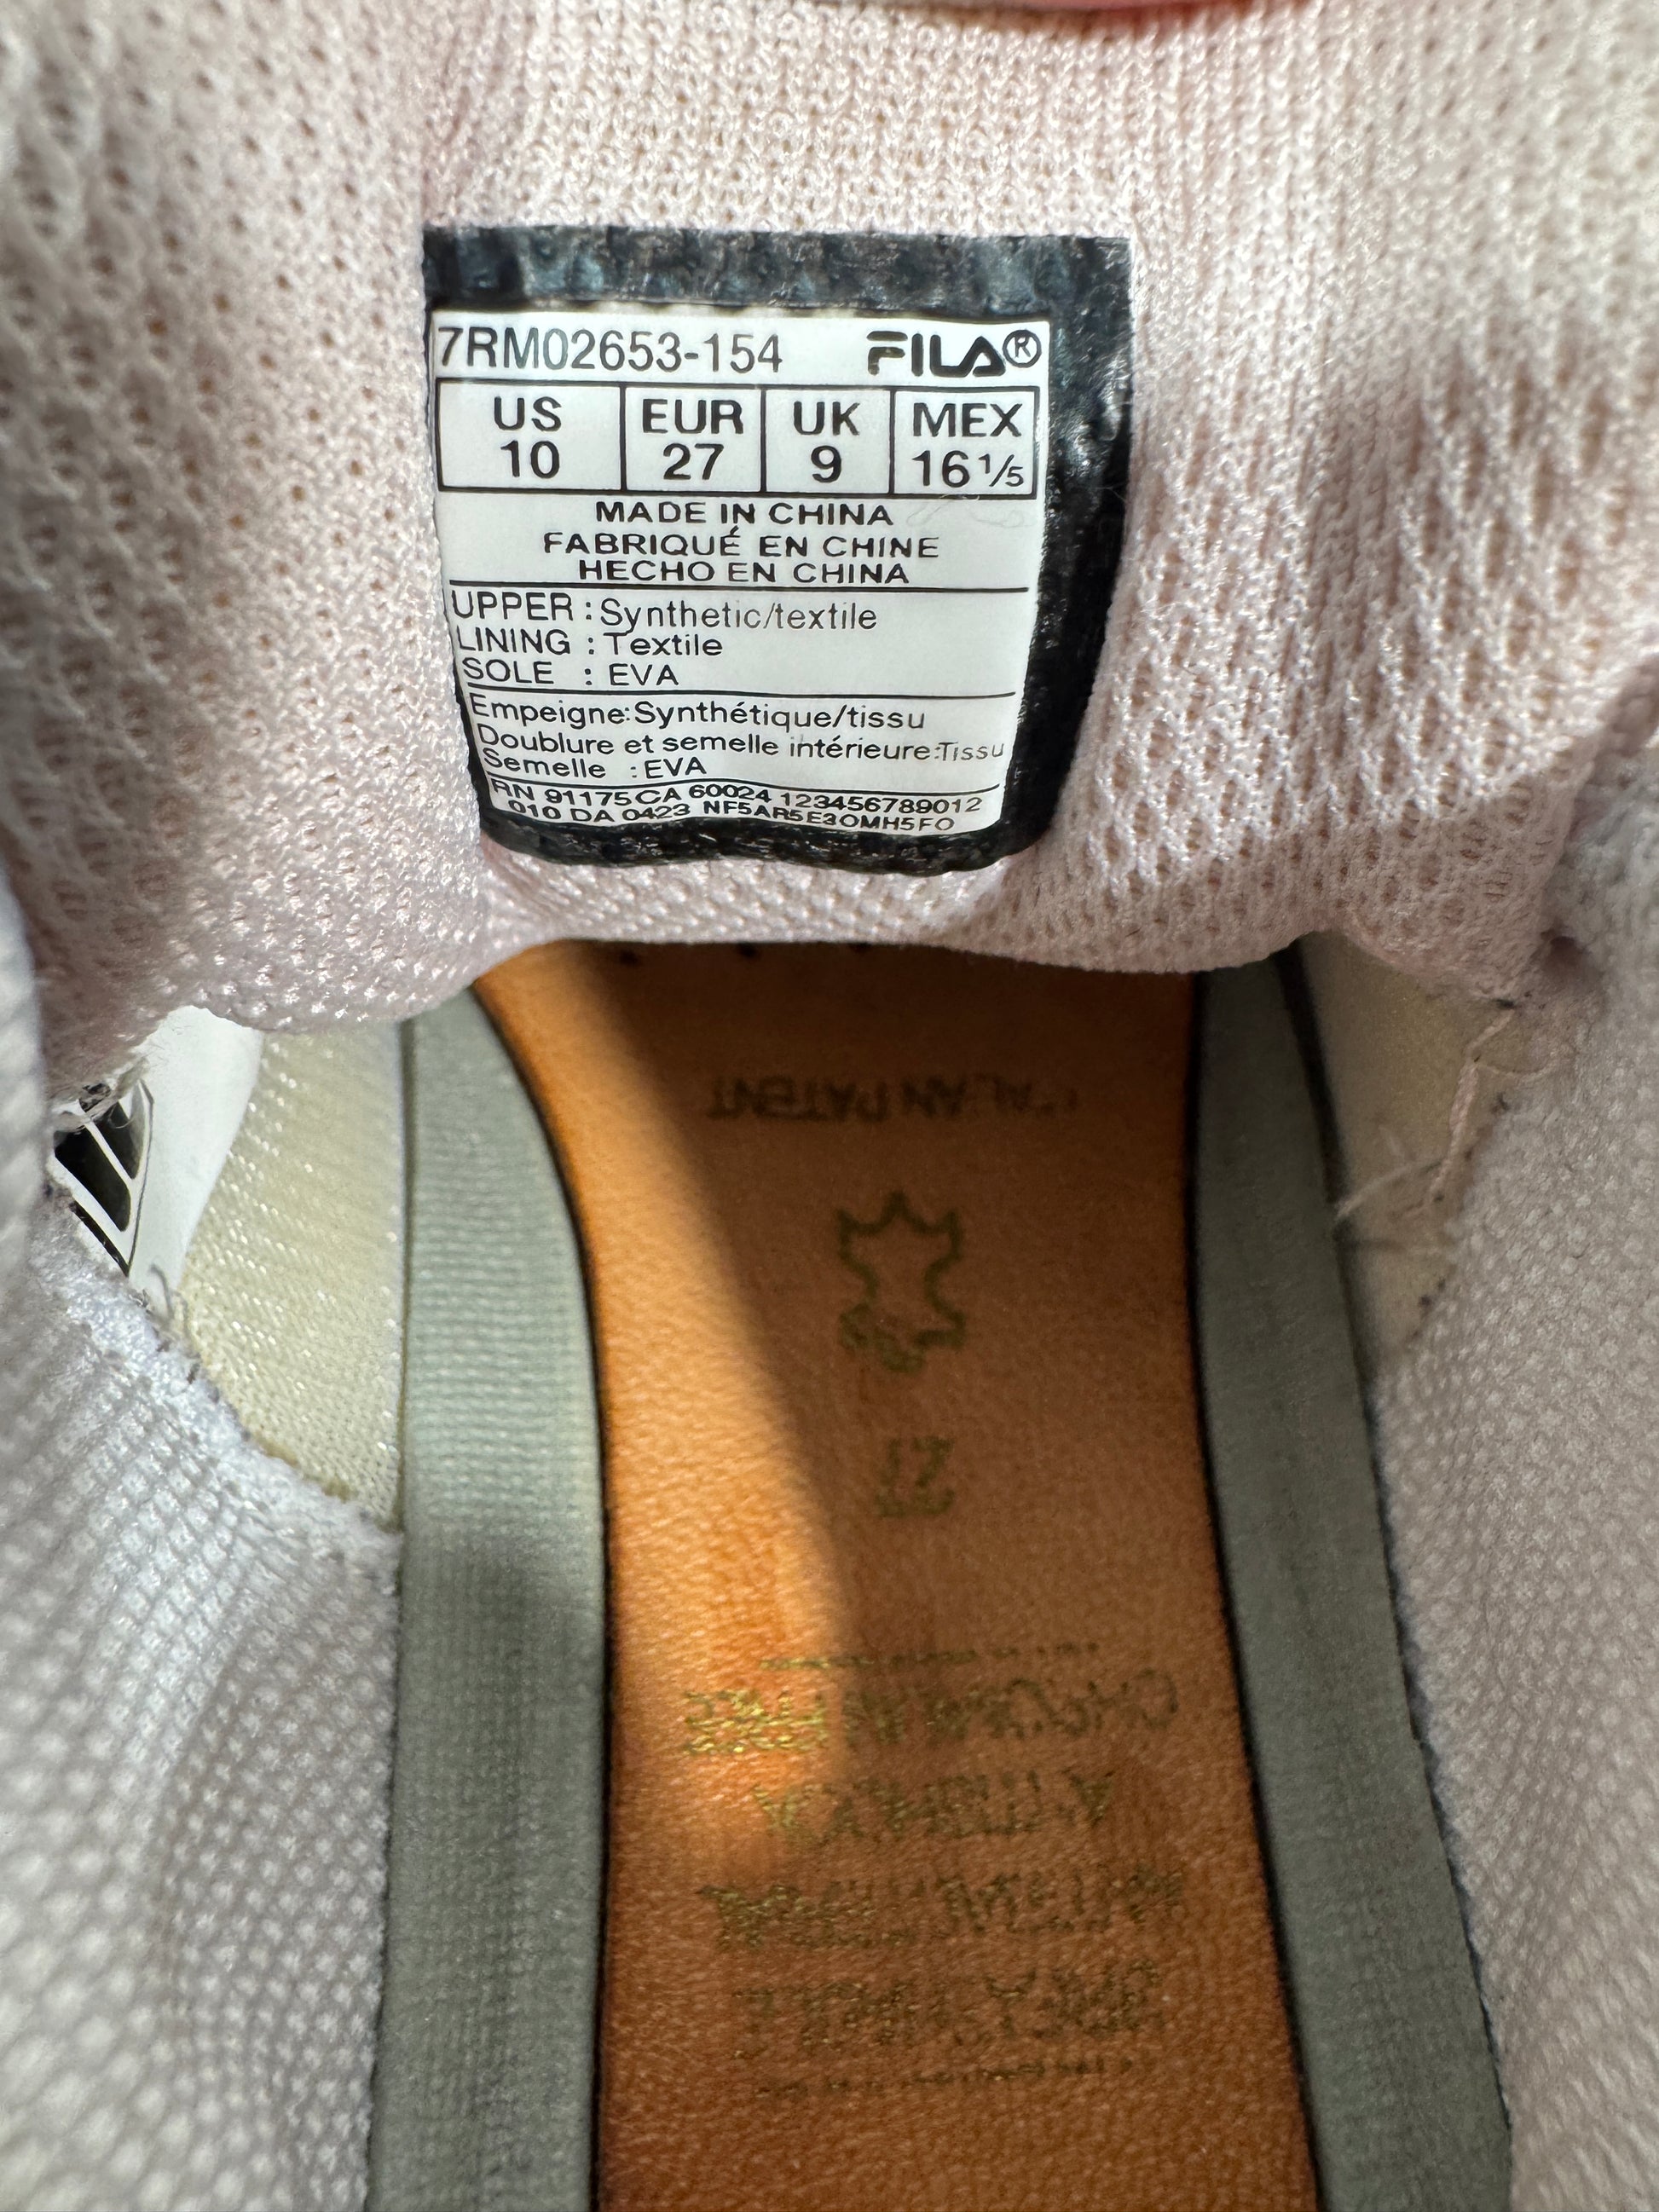 7RM02653-154 FILA®
US EUR UK MEX
10 27 9 16 1/5
MADE IN CHINA
FABRIQUÉ EN CHINE
HECHO EN CHINA
UPPER : Synthetic/textile
LINING : Textile
SOLE : EVA
Empeigne:Synthétique/tissu
Doublure et semelle intérieure:Tissu
Semelle :EVA
RN 91175 CA 60024 123456789012
010 DA 0423 NF5AR5E3OMH5FO
PATENT
27
FREE